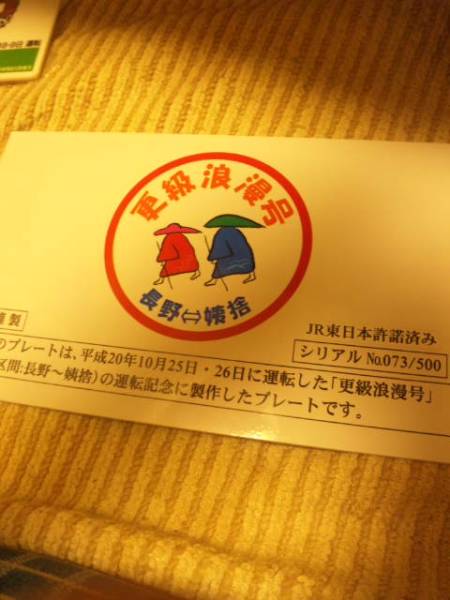 運転
更級浪漫号
長野⇔姨捨
製
JR東日本許諾済み
シリアル No.073/500
のプレートは、平成20年10月25日・26日に運転した「更級浪漫号」
区間:長野〜姨捨)の運転記念に製作したプレートです。